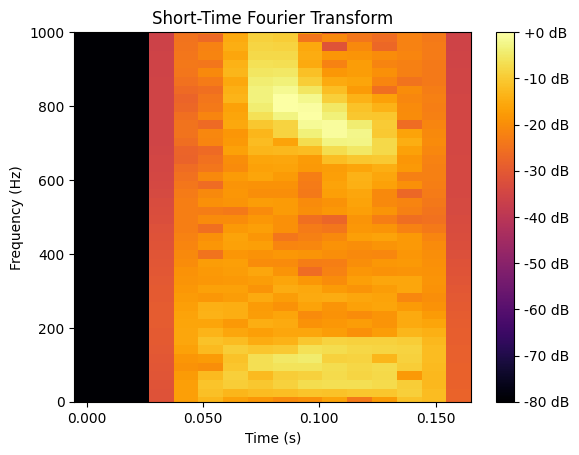 Short-Time Fourier Transform
Frequency (Hz)
1000
800
600
400
200
0
0.000
0.050
0.100
0.150
Time (s)
+0 dB
-10 dB
-20 dB
-30 dB
-40 dB
-50 dB
-60 dB
-70 dB
-80 dB